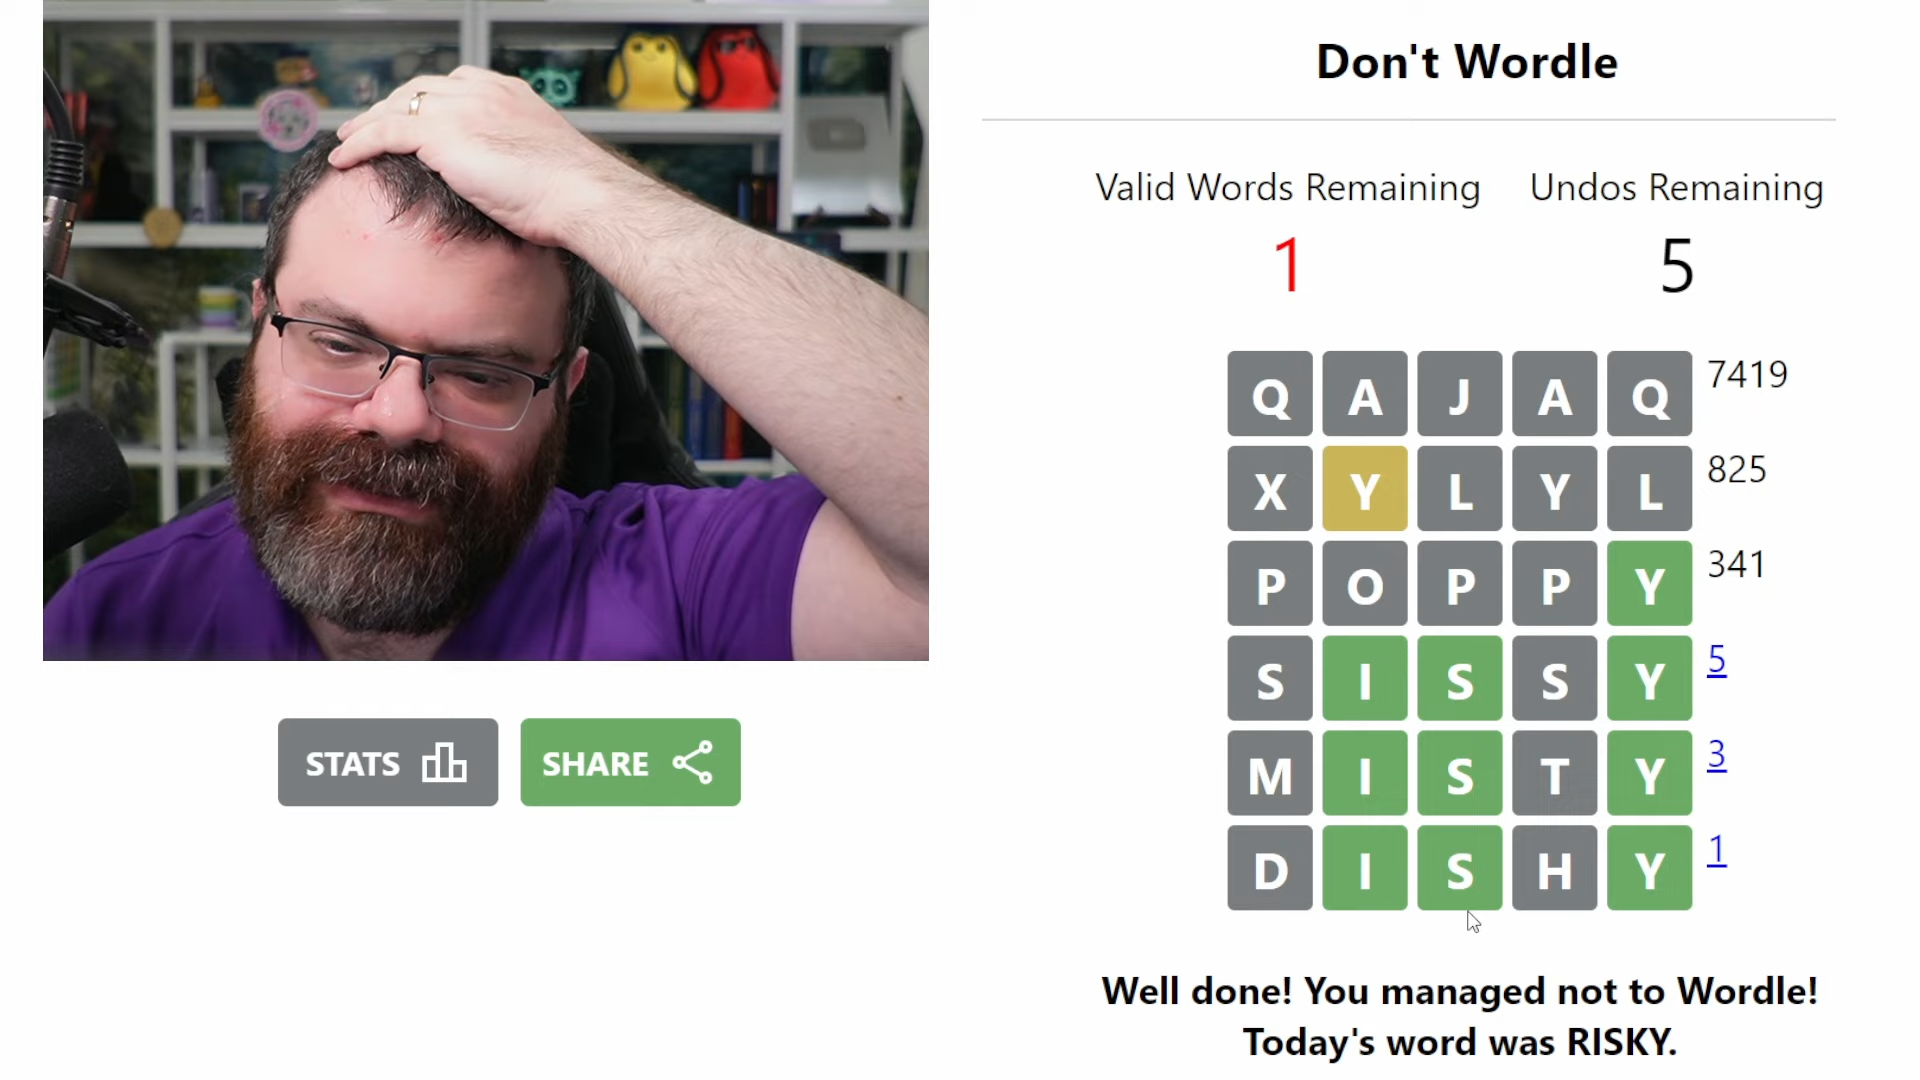 Don't Wordle
Valid Words Remaining
Undos Remaining
1
5
QAJAQ 7419
XYLYL 825
POPPY 341
SISSY 5
MISTY 3
DISHY 1
STATS
SHARE
Well done! You managed not to Wordle!
Today's word was RISKY.